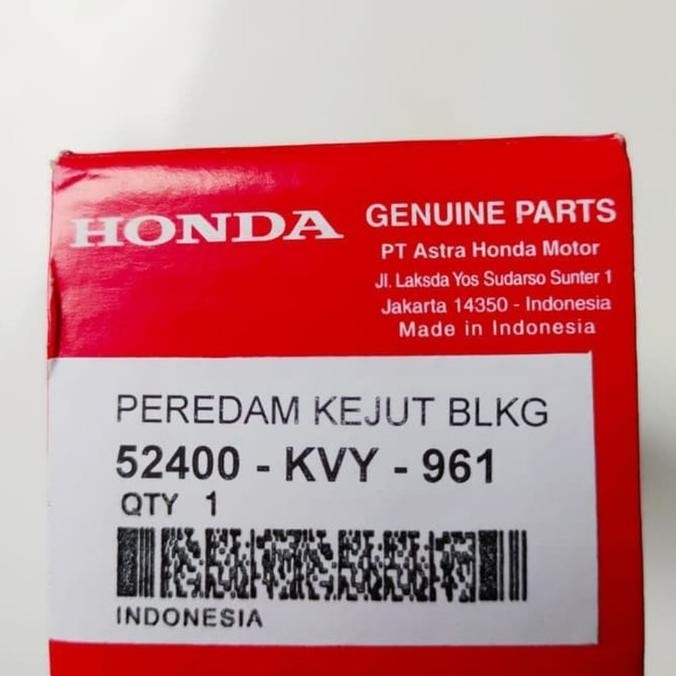 HONDA
GENUINE PARTS
PT Astra Honda Motor
Jl. Laksda Yos Sudarso Sunter 1
Jakarta 14350 - Indonesia
Made in Indonesia
PEREDAM KEJUT BLKG
52400 - KVY - 961
QTY 1
INDONESIA